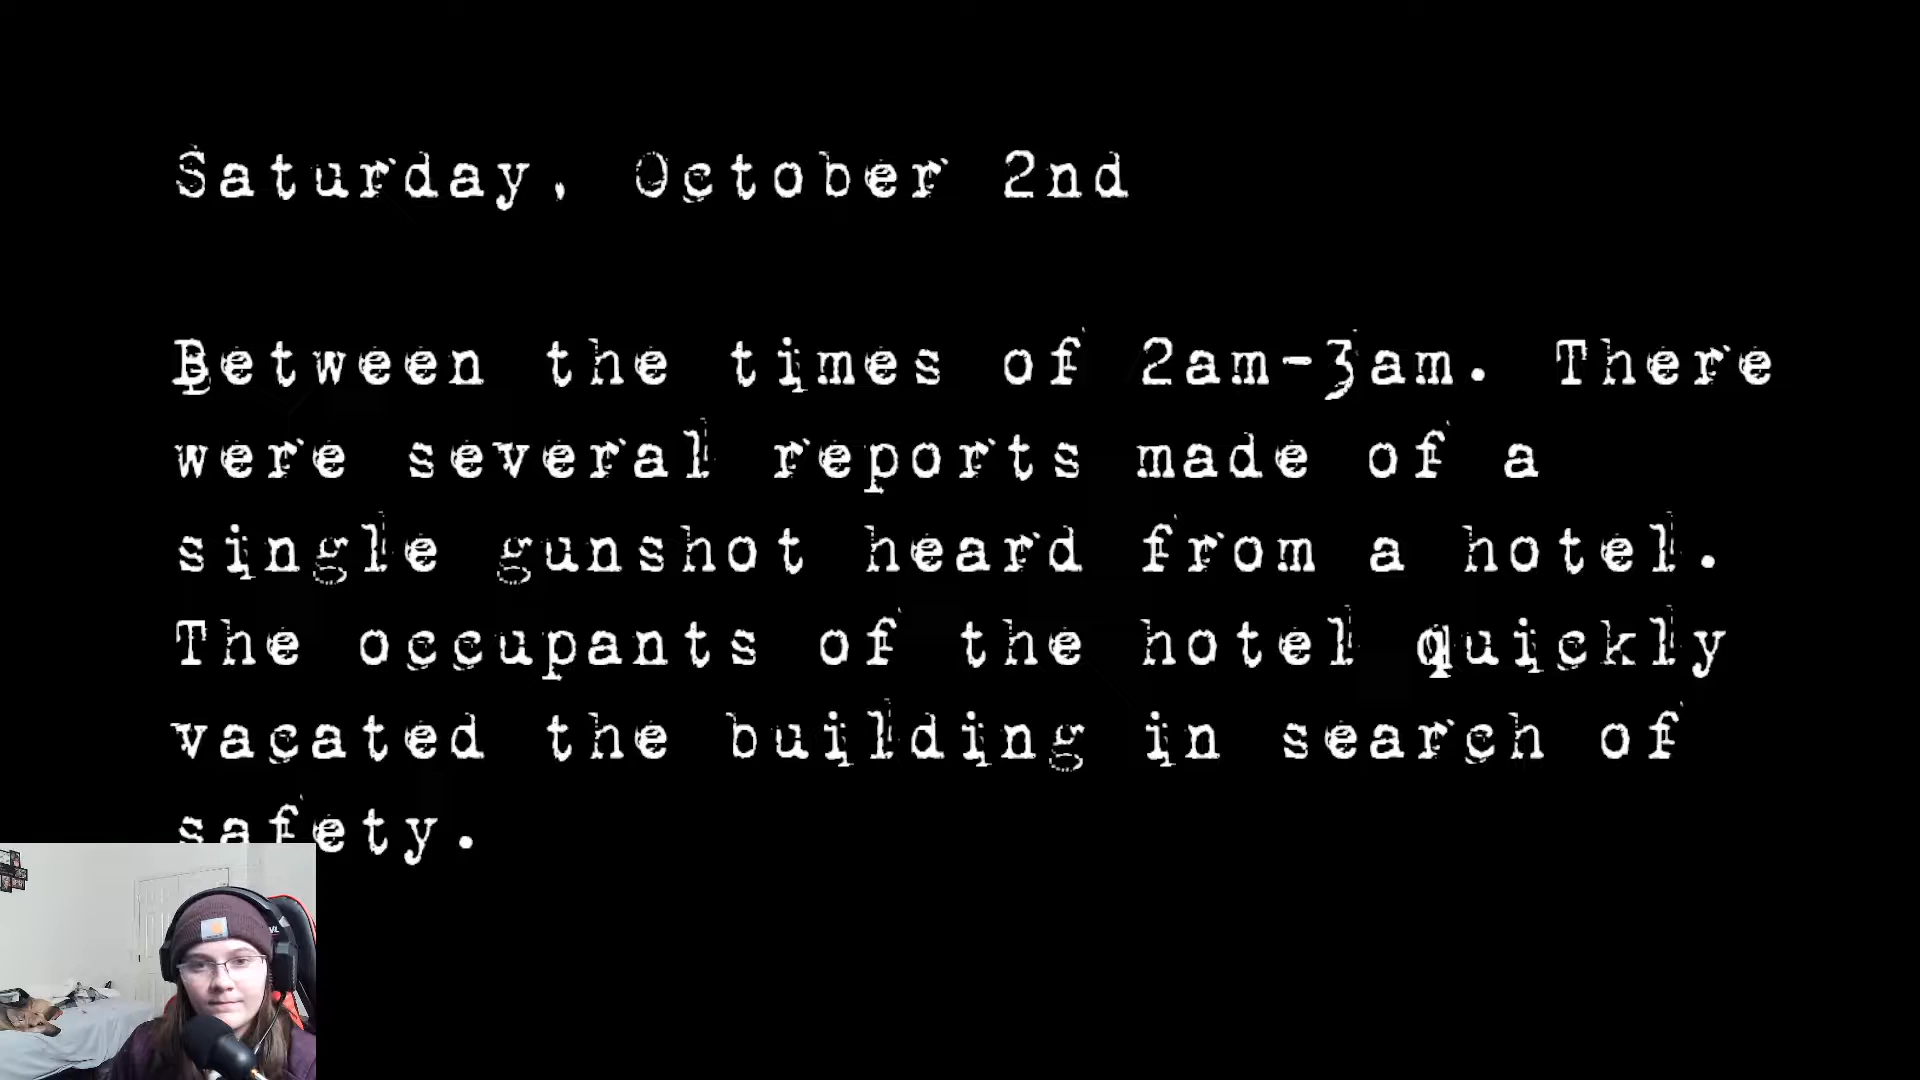 Saturday, October 2nd
Between the times of 2am-3am. There
were several reports made of a
single gunshot heard from a hotel.
The occupants of the hotel quickly
vacated the building in search of
safety.